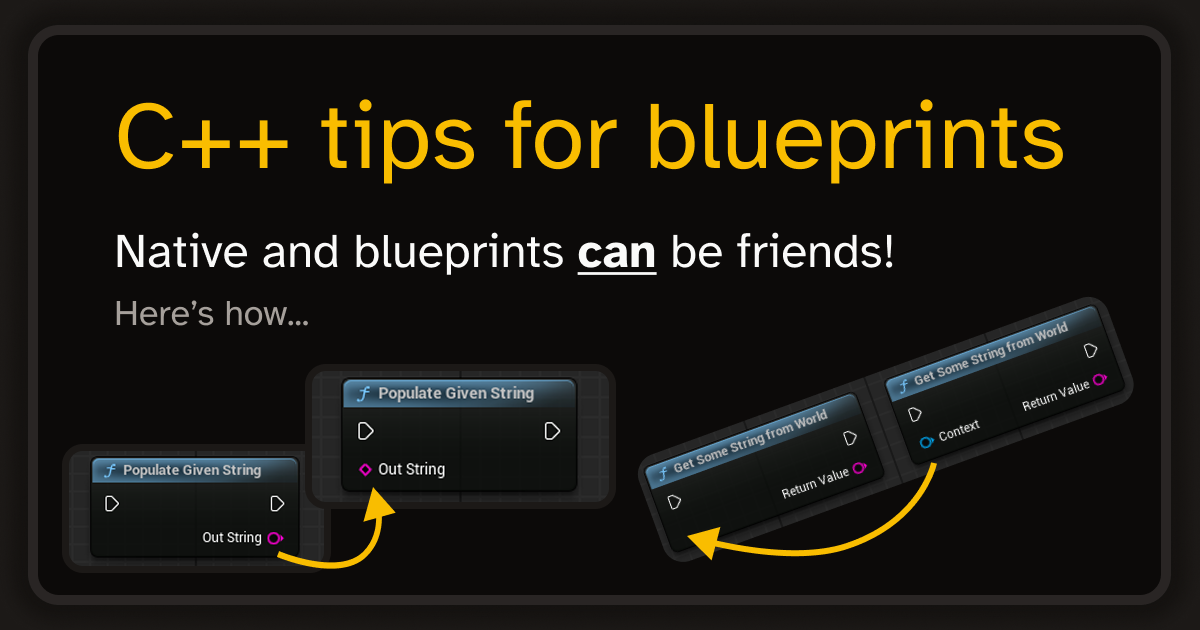 C++ tips for blueprints
Native and blueprints can be friends!
Here’s how...
Populate Given String
Out String
Populate Given String
Out String
Get Some String from World
Return Value
Get Some String from World
Return Value
Context